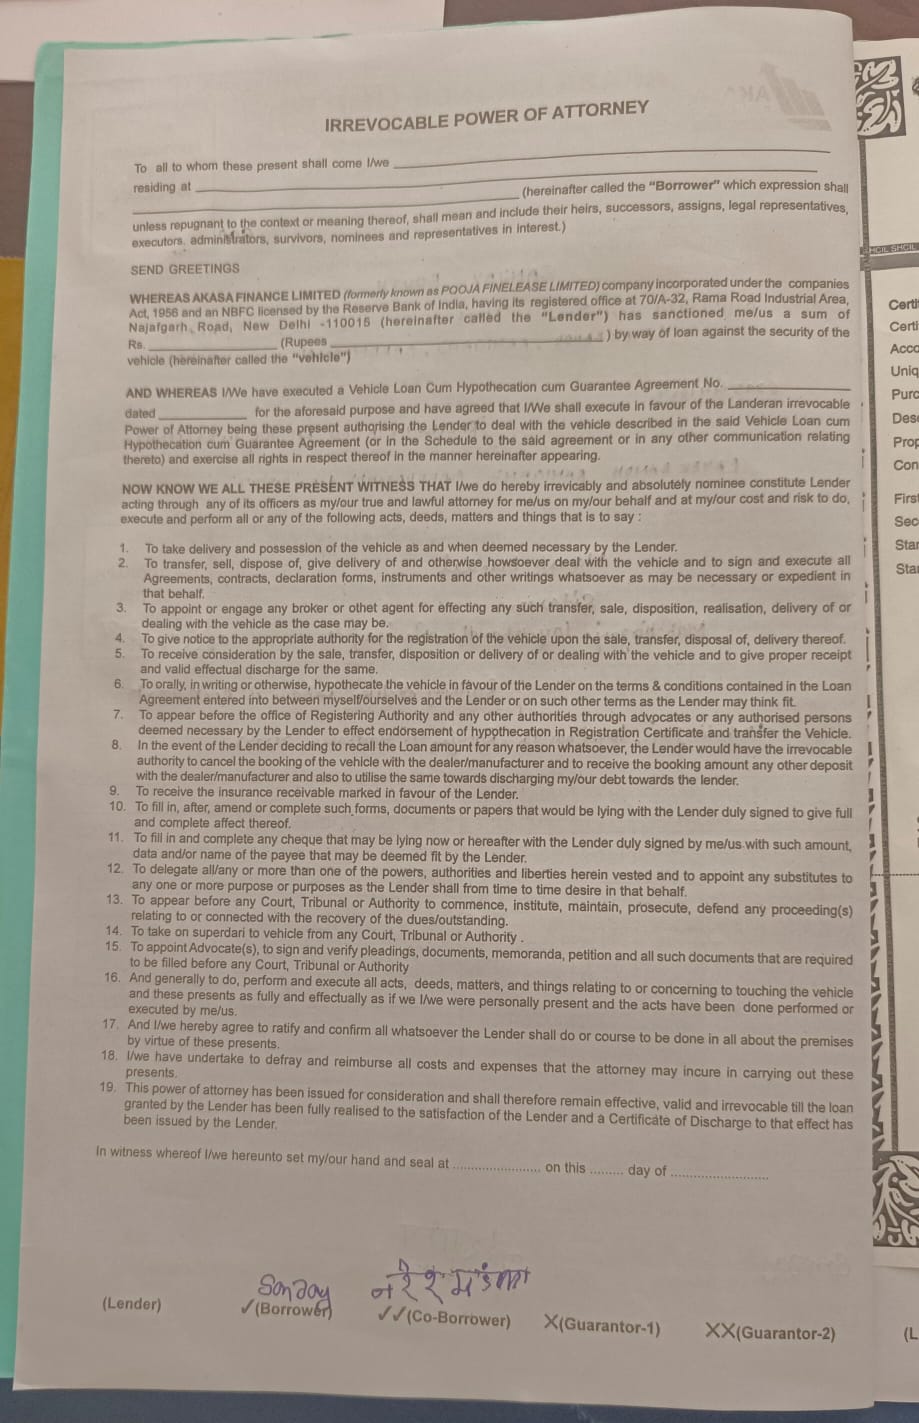 IRREVOCABLE POWER OF ATTORNEY
To all to whom these present shall come I/we
residing at
(hereinafter called the "Borrower" which expression shall
unless repugnant to the context or meaning thereof, shall mean and include their heirs, successors, assigns, legal representatives,
executors. administrators, survivors, nominees and representatives in interest.)
SEND GREETINGS
WHEREAS AKASA FINANCE LIMITED (formerly known as POOJA FINELEASE LIMITED) company incorporated under the companies
Act, 1956 and an NBFC licensed by the Reserve Bank of India, having its registered office at 70/A-32, Rama Road Industrial Area,
Najafgarh Road, New Delhi -110015 (hereinafter called the "Lender") has sanctioned me/us a sum of
Rs. (Rupees ) by way of loan against the security of the
vehicle (hereinafter called the "vehicle")
AND WHEREAS I/We have executed a Vehicle Loan Cum Hypothecation cum Guarantee Agreement No.
dated for the aforesaid purpose and have agreed that I/We shall execute in favour of the Landeran irrevocable
Power of Attorney being these present authorising the Lender to deal with the vehicle described in the said Vehicle Loan cum
Hypothecation cum Guarantee Agreement (or in the Schedule to the said agreement or in any other communication relating
thereto) and exercise all rights in respect thereof in the manner hereinafter appearing.
NOW KNOW WE ALL THESE PRESENT WITNESS THAT I/we do hereby irrevicably and absolutely nominee constitute Lender
acting through any of its officers as my/our true and lawful attorney for me/us on my/our behalf and at my/our cost and risk to do,
execute and perform all or any of the following acts, deeds, matters and things that is to say :
1. To take delivery and possession of the vehicle as and when deemed necessary by the Lender.
2. To transfer, sell, dispose of, give delivery of and otherwise howsoever deal with the vehicle and to sign and execute all
Agreements, contracts, declaration forms, instruments and other writings whatsoever as may be necessary or expedient in
that behalf.
3. To appoint or engage any broker or othet agent for effecting any such transfer, sale, disposition, realisation, delivery of or
dealing with the vehicle as the case may be.
4. To give notice to the appropriate authority for the registration of the vehicle upon the sale, transfer, disposal of, delivery thereof.
5. To receive consideration by the sale, transfer, disposition or delivery of or dealing with the vehicle and to give proper receipt
and valid effectual discharge for the same.
6. To orally, in writing or otherwise, hypothecate the vehicle in favour of the Lender on the terms & conditions contained in the Loan
Agreement entered into between myself/ourselves and the Lender or on such other terms as the Lender may think fit.
7. To appear before the office of Registering Authority and any other authorities through advocates or any authorised persons
deemed necessary by the Lender to effect endorsement of hypothecation in Registration Certificate and transfer the Vehicle.
8. In the event of the Lender deciding to recall the Loan amount for any reason whatsoever, the Lender would have the irrevocable
authority to cancel the booking of the vehicle with the dealer/manufacturer and to receive the booking amount any other deposit
with the dealer/manufacturer and also to utilise the same towards discharging my/our debt towards the lender.
9. To receive the insurance receivable marked in favour of the Lender.
10. To fill in, after, amend or complete such forms, documents or papers that would be lying with the Lender duly signed to give full
and complete affect thereof.
11. To fill in and complete any cheque that may be lying now or hereafter with the Lender duly signed by me/us with such amount,
data and/or name of the payee that may be deemed fit by the Lender.
12. To delegate all/any or more than one of the powers, authorities and liberties herein vested and to appoint any substitutes to
any one or more purpose or purposes as the Lender shall from time to time desire in that behalf.
13. To appear before any Court, Tribunal or Authority to commence, institute, maintain, prosecute, defend any proceeding(s)
relating to or connected with the recovery of the dues/outstanding.
14. To take on superdari to vehicle from any Court, Tribunal or Authority .
15. To appoint Advocate(s), to sign and verify pleadings, documents, memoranda, petition and all such documents that are required
to be filled before any Court, Tribunal or Authority
16. And generally to do, perform and execute all acts, deeds, matters, and things relating to or concerning to touching the vehicle
and these presents as fully and effectually as if we I/we were personally present and the acts have been done performed or
executed by me/us.
17. And I/we hereby agree to ratify and confirm all whatsoever the Lender shall do or course to be done in all about the premises
by virtue of these presents.
18. I/we have undertake to defray and reimburse all costs and expenses that the attorney may incure in carrying out these
presents.
19. This power of attorney has been issued for consideration and shall therefore remain effective, valid and irrevocable till the loan
granted by the Lender has been fully realised to the satisfaction of the Lender and a Certificate of Discharge to that effect has
been issued by the Lender.
In witness whereof I/we hereunto set my/our hand and seal at ........................ on this ......... day of ..........................
(Lender) ✓(Borrower) ✓✓(Co-Borrower) X(Guarantor-1) XX(Guarantor-2)
SHCIL
Certi
Certi
Acco
Uniq
Purc
Des
Prop
Con
Firs
Sec
Star
Star
(L